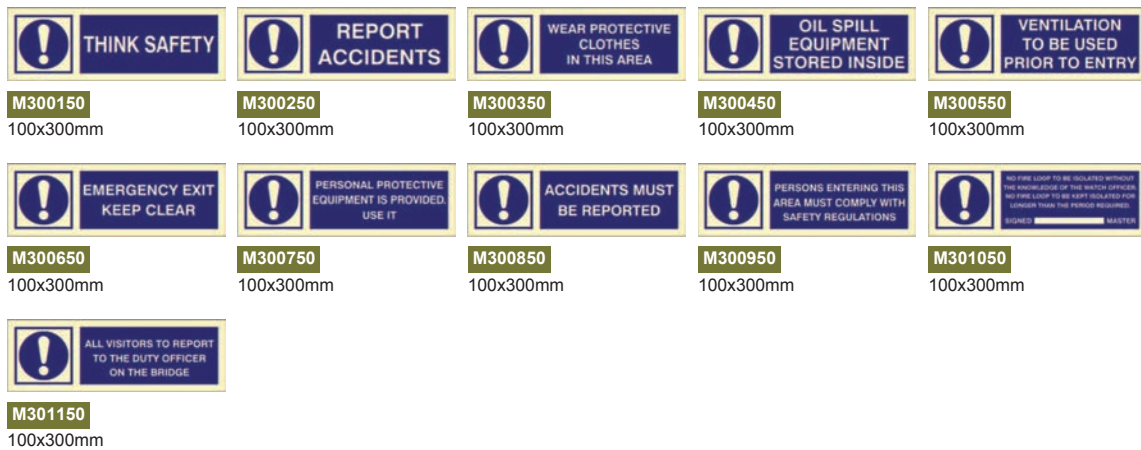 THINK SAFETY
M300150
100x300mm
REPORT
ACCIDENTS
M300250
100x300mm
WEAR PROTECTIVE
CLOTHES
IN THIS AREA
M300350
100x300mm
OIL SPILL
EQUIPMENT
STORED INSIDE
M300450
100x300mm
VENTILATION
TO BE USED
PRIOR TO ENTRY
M300550
100x300mm
EMERGENCY EXIT
KEEP CLEAR
M300650
100x300mm
PERSONAL PROTECTIVE
EQUIPMENT IS PROVIDED.
USE IT
M300750
100x300mm
ACCIDENTS MUST
BE REPORTED
M300850
100x300mm
PERSONS ENTERING THIS
AREA MUST COMPLY WITH
SAFETY REGULATIONS
M300950
100x300mm
NO FIRE LOOP TO BE ISOLATED WITHOUT
THE KNOWLEDGE OF THE WATCH OFFICER.
NO FIRE LOOP TO BE KEPT ISOLATED FOR
LONGER THAN THE PERIOD REQUIRED.
SIGNED MASTER
M301050
100x300mm
ALL VISITORS TO REPORT
TO THE DUTY OFFICER
ON THE BRIDGE
M301150
100x300mm